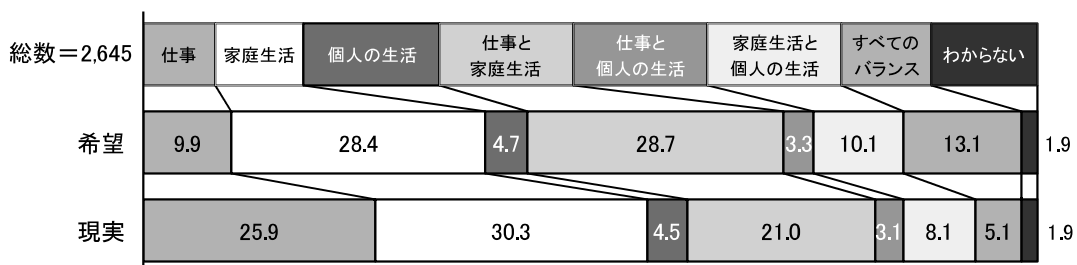 総数＝2,645
仕事
家庭生活
個人の生活
仕事と
家庭生活
仕事と
個人の生活
家庭生活と
個人の生活
すべての
バランス
わからない
希望 9.9 28.4 4.7 28.7 3.3 10.1 13.1 1.9
現実 25.9 30.3 4.5 21.0 3.1 8.1 5.1 1.9